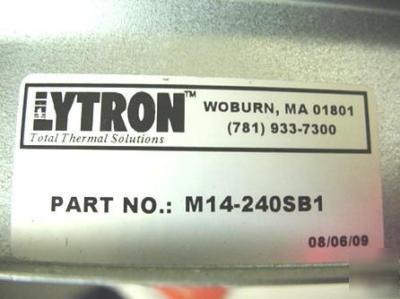 LYTRON™
Total Thermal Solutions
WOBURN, MA 01801
(781) 933-7300
PART NO.: M14-240SB1
08/06/09